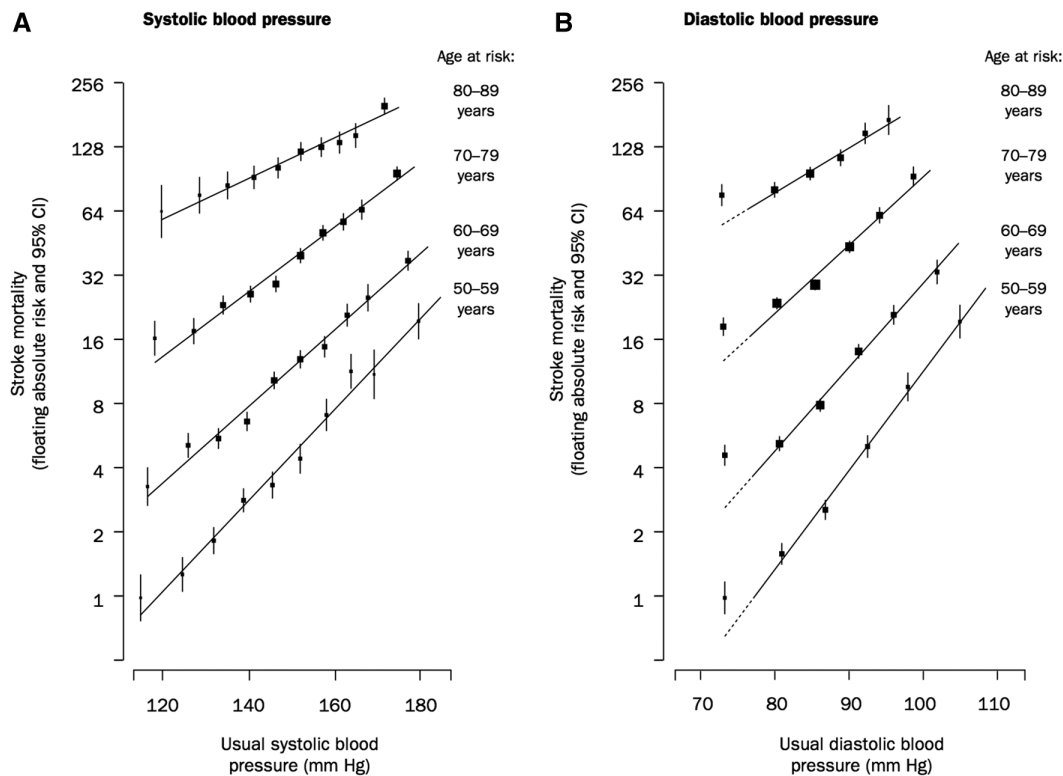 A
Systolic blood pressure
Age at risk:
256
128
64
32
16
8
4
2
1
Stroke mortality
(floating absolute risk and 95% CI)
80–89
years
70–79
years
60–69
years
50–59
years
120
140
160
180
Usual systolic blood
pressure (mm Hg)
B
Diastolic blood pressure
Age at risk:
256
128
64
32
16
8
4
2
1
Stroke mortality
(floating absolute risk and 95% CI)
80–89
years
70–79
years
60–69
years
50–59
years
70
80
90
100
110
Usual diastolic blood
pressure (mm Hg)